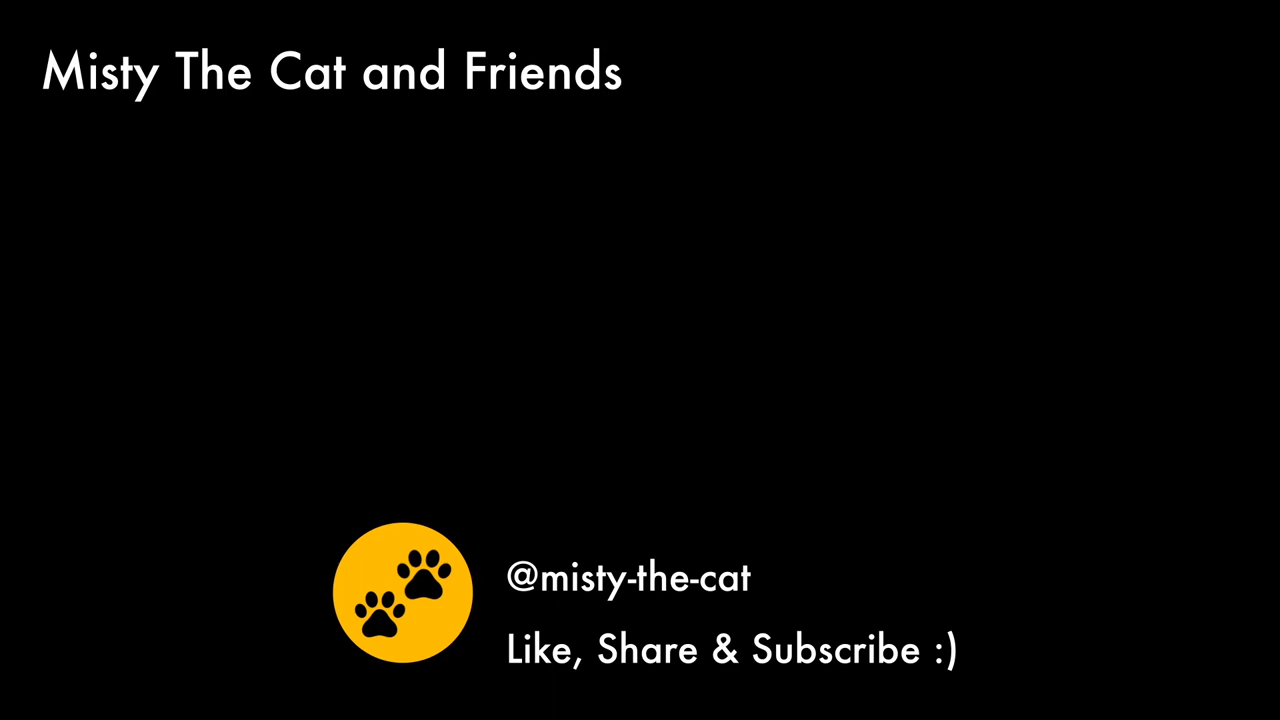 Misty The Cat and Friends
@misty-the-cat
Like, Share & Subscribe :)